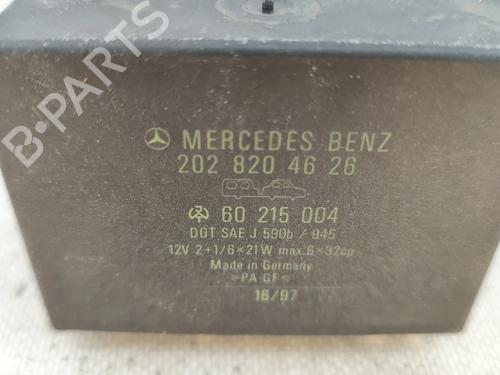 MERCEDES BENZ
202 820 46 26
60 215 004
DOT SAE J 590b / 945
12V 2+1/6×21W max.6×32cp
Made in Germany
>PA-GF<
16/97
B-PARTS